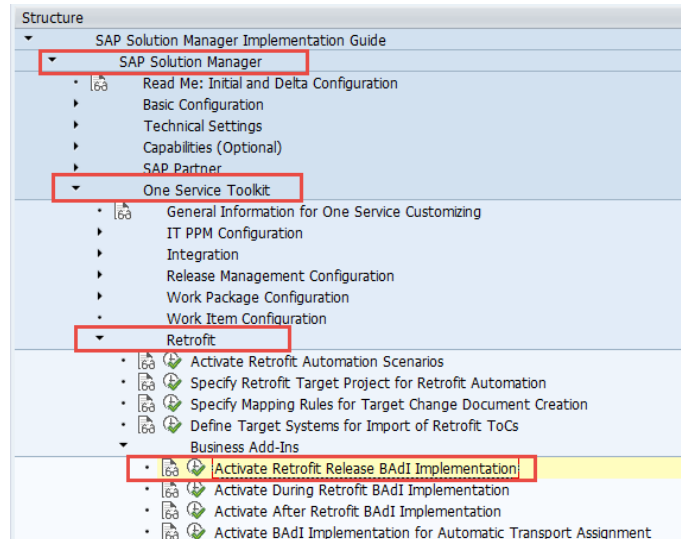 Structure
SAP Solution Manager Implementation Guide
SAP Solution Manager
Read Me: Initial and Delta Configuration
Basic Configuration
Technical Settings
Capabilities (Optional)
SAP Partner
One Service Toolkit
General Information for One Service Customizing
IT PPM Configuration
Integration
Release Management Configuration
Work Package Configuration
Work Item Configuration
Retrofit
Activate Retrofit Automation Scenarios
Specify Retrofit Target Project for Retrofit Automation
Specify Mapping Rules for Target Change Document Creation
Define Target Systems for Import of Retrofit ToCs
Business Add-Ins
Activate Retrofit Release BAdI Implementation
Activate During Retrofit BAdI Implementation
Activate After Retrofit BAdI Implementation
Activate BAdI Implementation for Automatic Transport Assignment